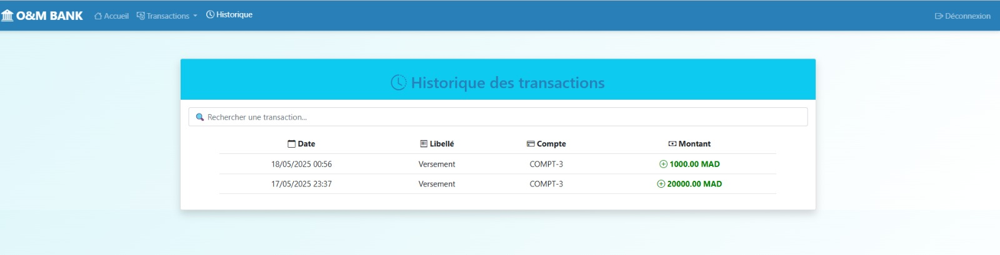 O&M BANK Accueil Transactions Historique Déconnexion
Historique des transactions
Rechercher une transaction...
Date Libellé Compte Montant
18/05/2025 00:56 Versement COMPT-3 1000.00 MAD
17/05/2025 23:37 Versement COMPT-3 20000.00 MAD